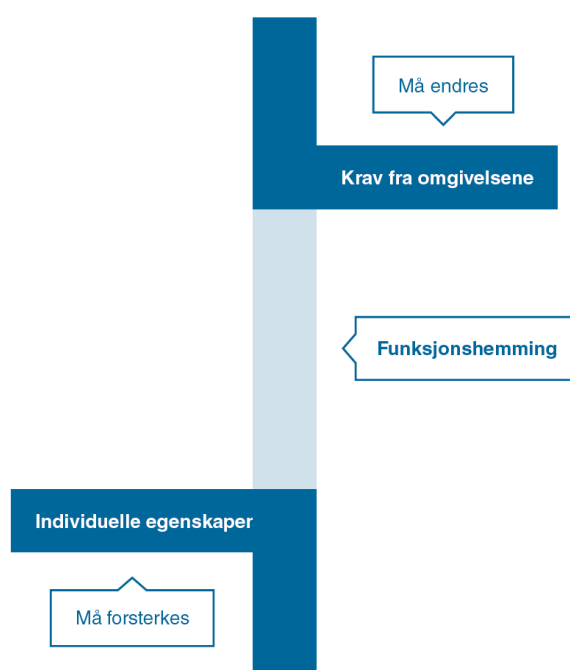 Må endres
Krav fra omgivelsene
Funksjonshemming
Individuelle egenskaper
Må forsterkes